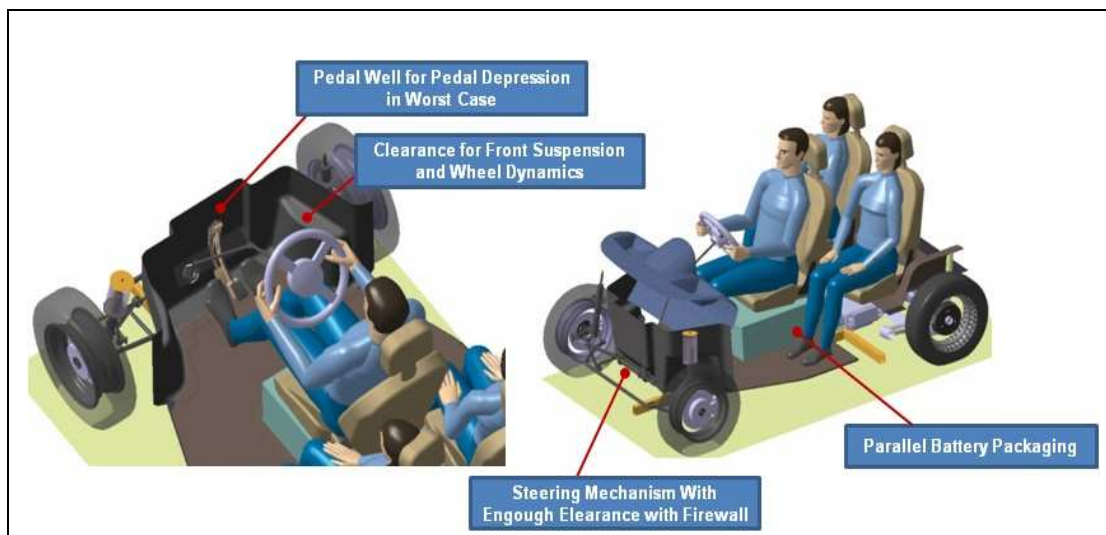 Pedal Well for Pedal Depression
in Worst Case
Clearance for Front Suspension
and Wheel Dynamics
Parallel Battery Packaging
Steering Mechanism With
Engough Elearance with Firewall